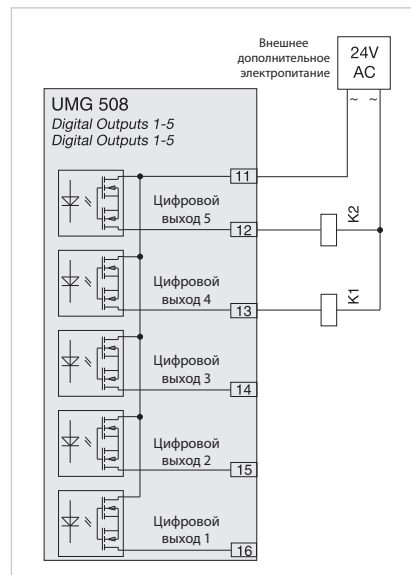 Внешнее
дополнительное
электропитание
24V
AC
~ ~
UMG 508
Digital Outputs 1-5
Digital Outputs 1-5
11
Цифровой
выход 5
12
K2
Цифровой
выход 4
13
K1
Цифровой
выход 3
14
Цифровой
выход 2
15
Цифровой
выход 1
16